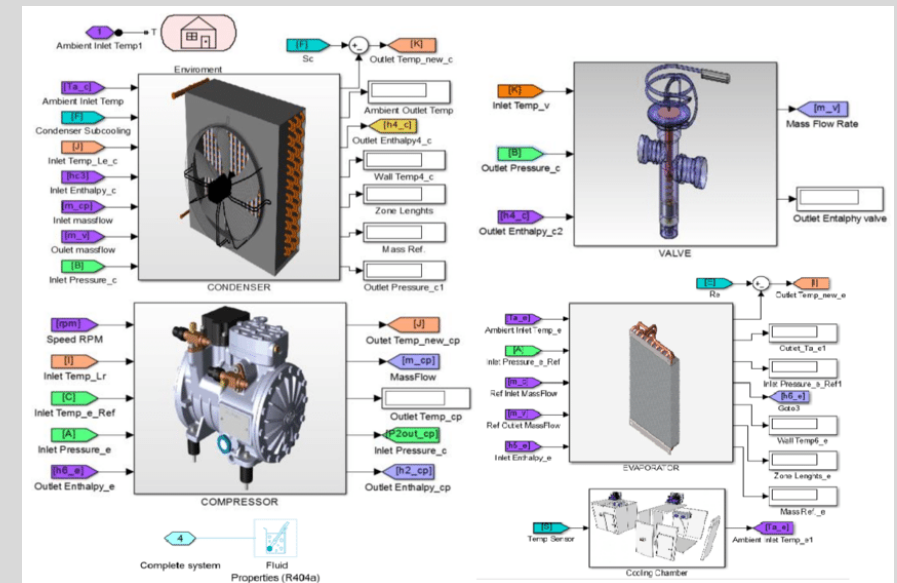 1
T
Ambient Inlet Temp1
Enviroment
[F]
Sc
+
-
[K]
Outlet Temp_new_c
[Ta_c]
Ambient Inlet Temp
[F]
Condenser Subcooling
[J]
Inlet Temp_Le_c
[hc3]
Inlet Enthalpy_c
[m_cp]
Inlet massflow
[m_v]
Oulet massflow
[B]
Inlet Pressure_c
CONDENSER
Ambient Outlet Temp
[h4_c]
Outlet Enthalpy4_c
Wall Temp4_c
Zone Lenghts
Mass Ref.
Outlet Pressure_c1
[K]
Inlet Temp_v
[B]
Outlet Pressure_c
[h4_c]
Outlet Enthalpy_c2
VALVE
[m_v]
Mass Flow Rate
Outlet Entalphy valve
[rpm]
Speed RPM
[I]
Inlet Temp_Lr
[C]
Inlet Temp_e_Ref
[A]
Inlet Pressure_e
[h6_e]
Outlet Enthalpy_e
COMPRESSOR
[J]
Outet Temp_new_cp
[m_cp]
MassFlow
Outlet Temp_cp
[P2out_cp]
Inlet Pressure_c
[h2_cp]
Outlet Enthalpy_cp
Re
+
-
[I]
Outlet Temp_new_e
[Ta_e]
Ambient Inlet Temp_e
[A]
Inlet Pressure_e_Ref
Ref Inlet MassFlow
[m_v]
Ref Outlet MassFlow
Inlet Enthalpy_e
EVAPORATOR
Outlet_Ta_e1
Inlet Pressure_e_Ref1
[h6_e]
Goto3
Wall Temp6_e
Zone Lenghts_e
Mass Ref._e
Temp Sensor
Cooling Chamber
[Ta_e]
Ambient Inlet Temp_e1
4
Complete system
Fluid
Properties (R404a)